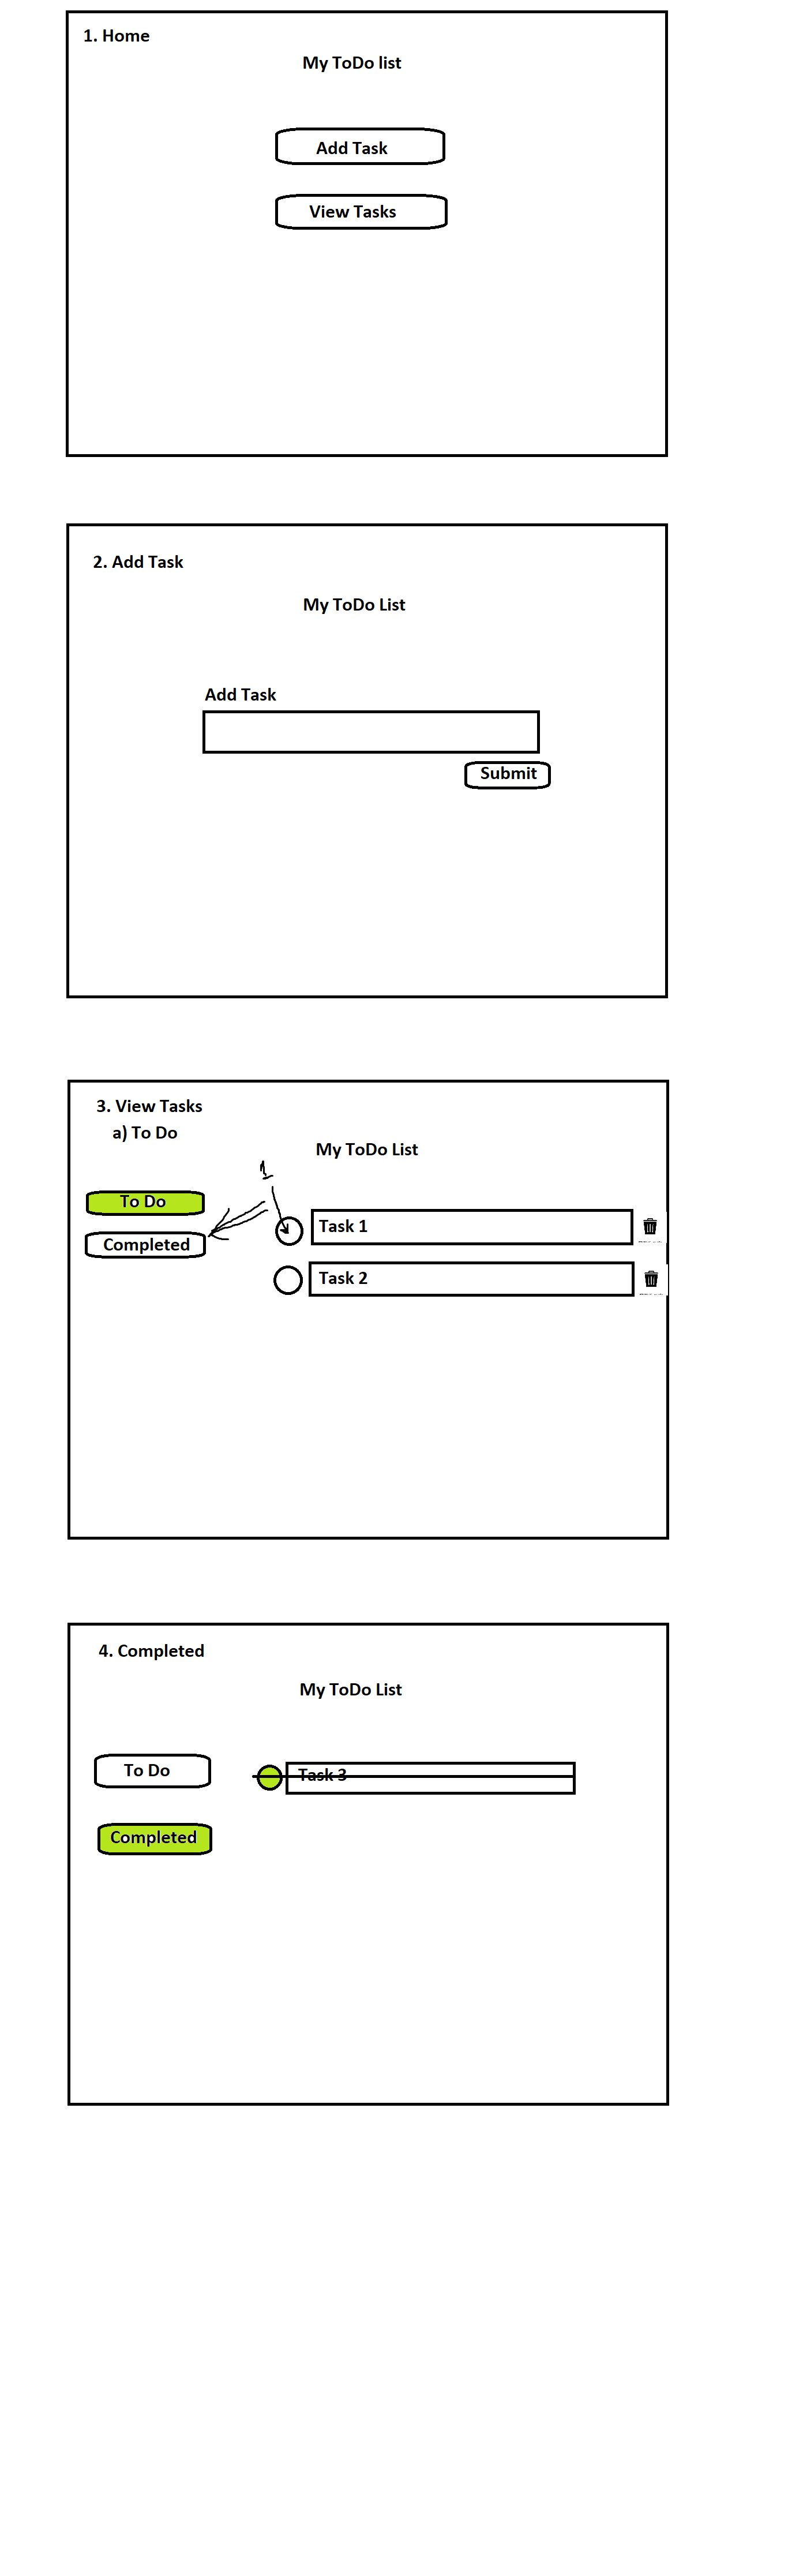 1. Home
My ToDo list
Add Task
View Tasks
2. Add Task
My ToDo List
Add Task
Submit
3. View Tasks
a) To Do
My ToDo List
1
To Do
Completed
Task 1
Task 2
4. Completed
My ToDo List
To Do
Task 3
Completed